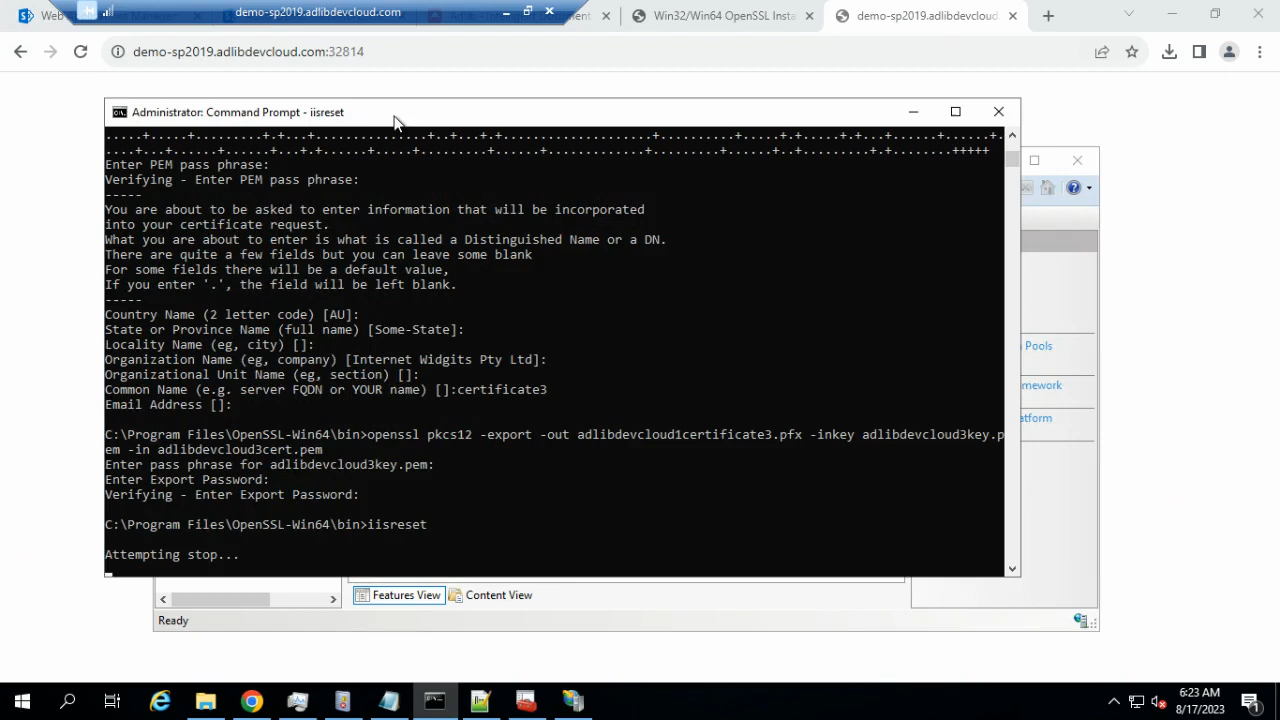 demo-sp2019.adlibdevcloud.com
Web
Win32/Win64 OpenSSL Insta
demo-sp2019.adlibdevcloud.com
demo-sp2019.adlibdevcloud.com:32814
Administrator: Command Prompt - iisreset
.....+.....+........+.+...+............+..+...+.+....................+........+......+.....+...+......+......+.
....+...+......+......+...+.+......+.....+.........+......+.............+......+......+..+.........+.+........+++++
Enter PEM pass phrase:
Verifying - Enter PEM pass phrase:
-----
You are about to be asked to enter information that will be incorporated
into your certificate request.
What you are about to enter is what is called a Distinguished Name or a DN.
There are quite a few fields but you can leave some blank
For some fields there will be a default value,
If you enter '.', the field will be left blank.
-----
Country Name (2 letter code) [AU]:
State or Province Name (full name) [Some-State]:
Locality Name (eg, city) []:
Organization Name (eg, company) [Internet Widgits Pty Ltd]:
Organizational Unit Name (eg, section) []:
Common Name (e.g. server FQDN or YOUR name) []:certificate3
Email Address []:
C:\Program Files\OpenSSL-Win64\bin>openssl pkcs12 -export -out adlibdevcloud1certificate3.pfx -inkey adlibdevcloud3key.p
em -in adlibdevcloud3cert.pem
Enter pass phrase for adlibdevcloud3key.pem:
Enter Export Password:
Verifying - Enter Export Password:
C:\Program Files\OpenSSL-Win64\bin>iisreset
Attempting stop...
Pools
mework
atform
Features View
Content View
Ready
6:23 AM
8/17/2023
1